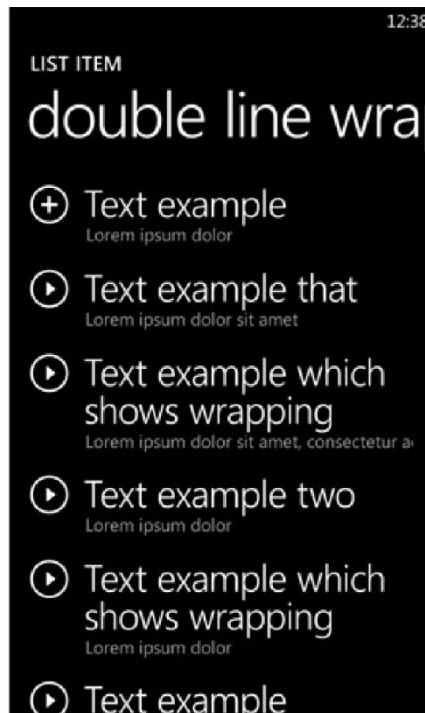 12:38
LIST ITEM
double line wra
Text example
Lorem ipsum dolor
Text example that
Lorem ipsum dolor sit amet
Text example which
shows wrapping
Lorem ipsum dolor sit amet, consectetur a
Text example two
Lorem ipsum dolor
Text example which
shows wrapping
Lorem ipsum dolor
Text example